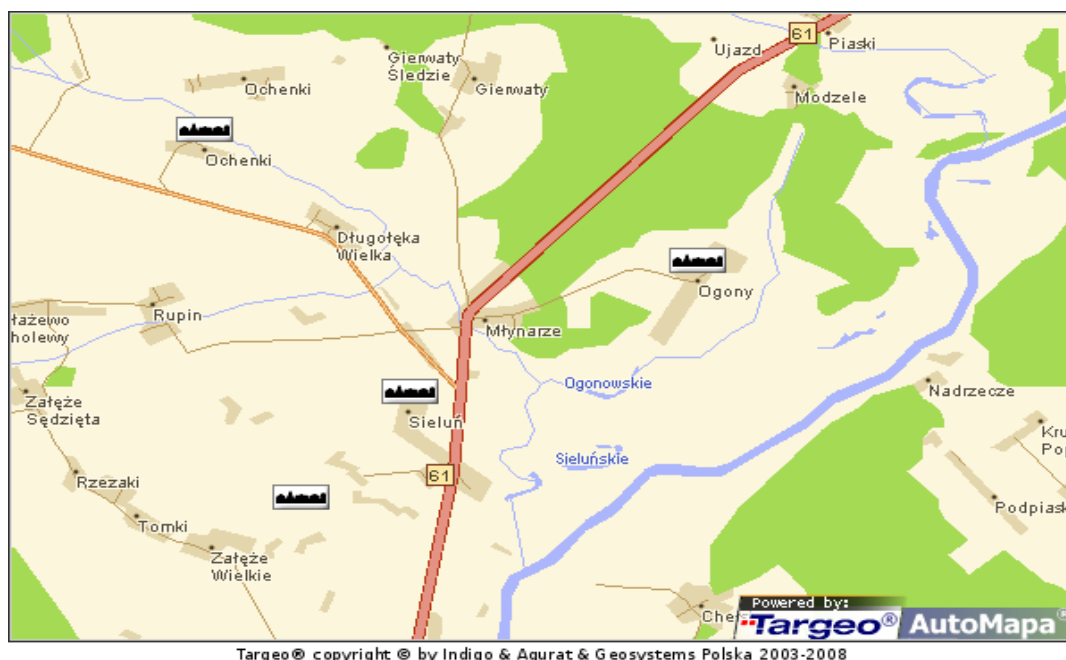 61
Piaski
Ujazd
Gierwaty
Śledzie
Gierwaty
Ochenki
Modzele
Ochenki
Długołęka
Wielka
Ogony
Rupin
łażewo
holewy
Młynarze
Ogonowskie
Nadrzecze
Załęże
Sędzięta
Sieluń
Kru
Pop
Sieluńskie
61
Rzeżaki
Podpiask
Tomki
Załęże
Wielkie
Powered by:
Targeo® AutoMapa®
Targeo® copyright © by Indigo & Aqurat & Geosystems Polska 2003-2008